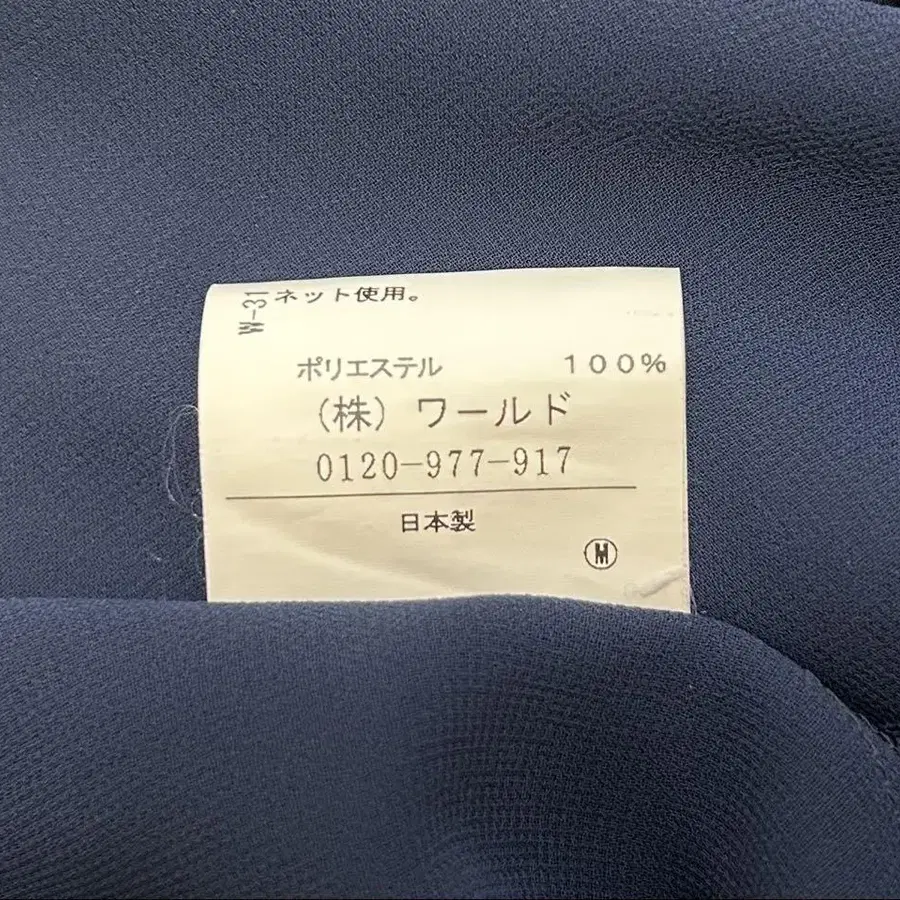 W-31
ネット使用。
ポリエステル 100%
(株) ワールド
0120-977-917
日本製
M